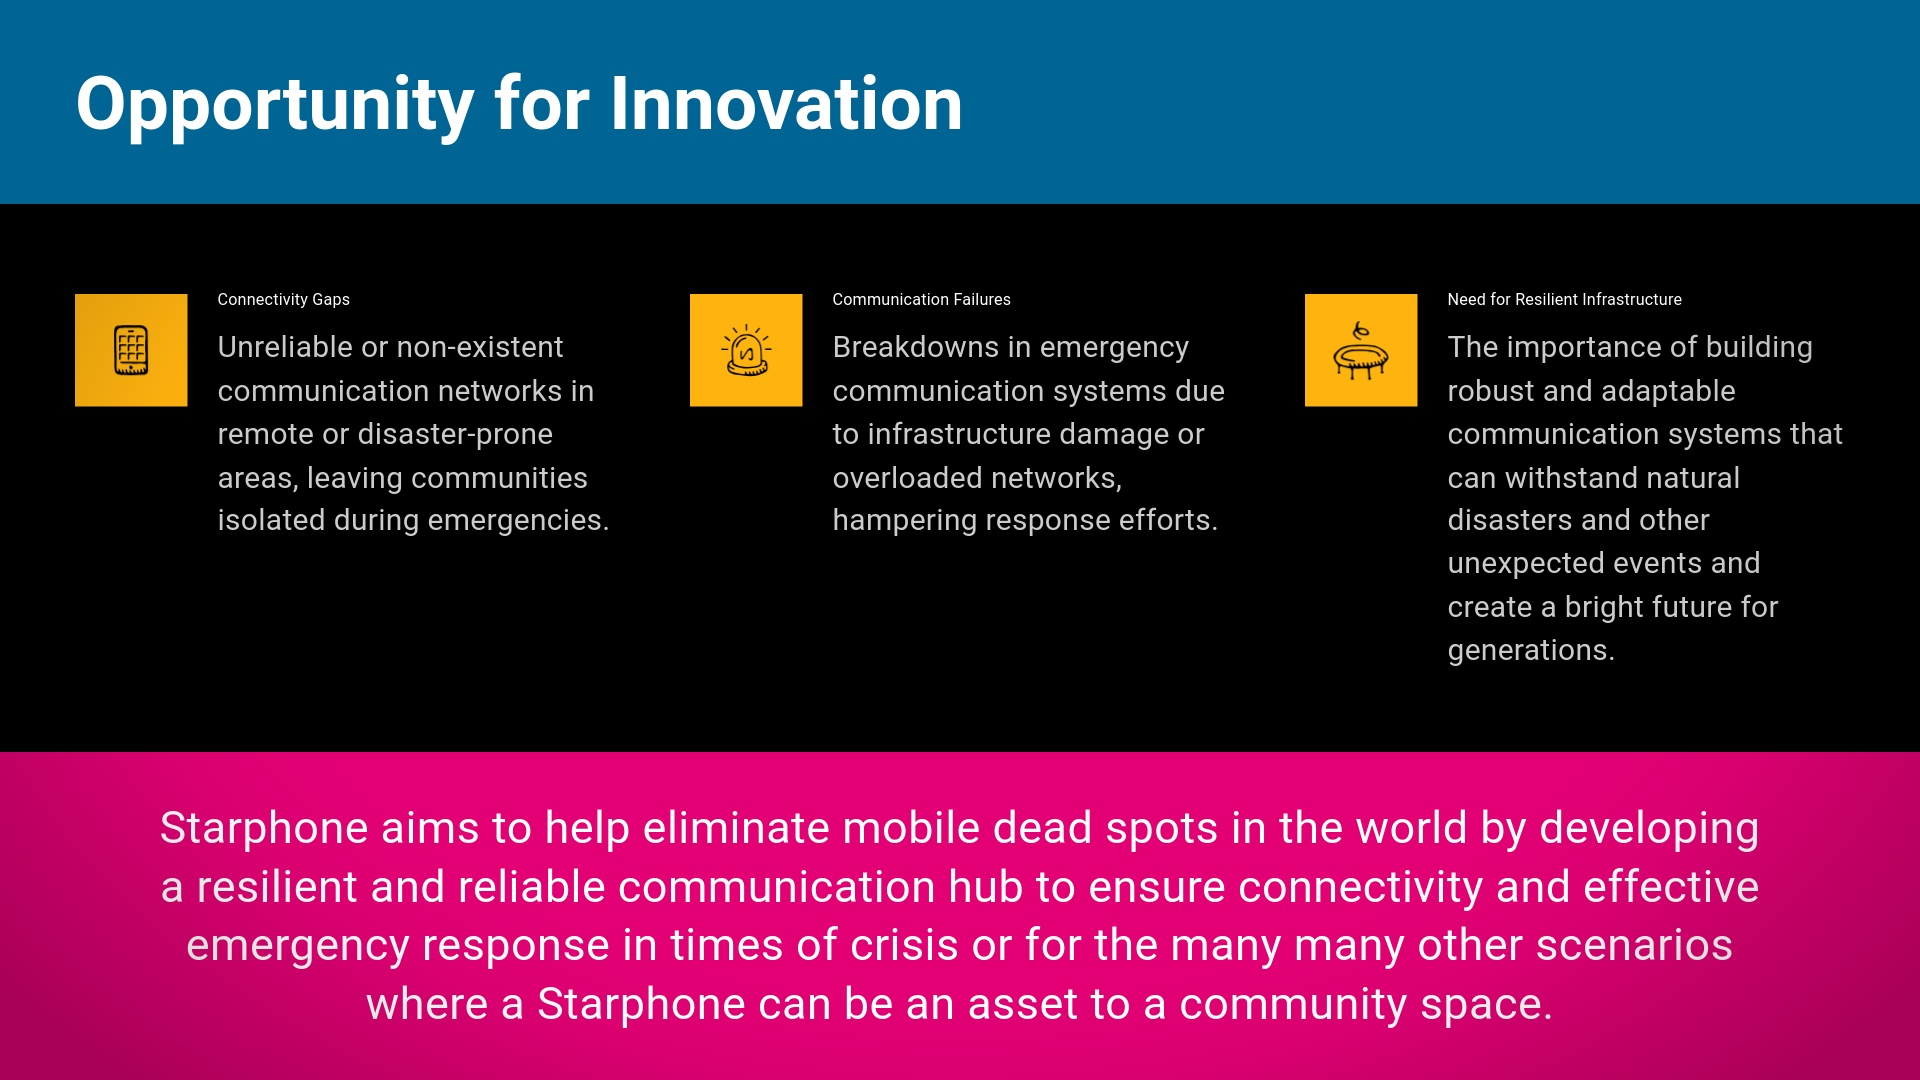 Opportunity for Innovation
Connectivity Gaps
Unreliable or non-existent
communication networks in
remote or disaster-prone
areas, leaving communities
isolated during emergencies.
Communication Failures
Breakdowns in emergency
communication systems due
to infrastructure damage or
overloaded networks,
hampering response efforts.
Need for Resilient Infrastructure
The importance of building
robust and adaptable
communication systems that
can withstand natural
disasters and other
unexpected events and
create a bright future for
generations.
Starphone aims to help eliminate mobile dead spots in the world by developing
a resilient and reliable communication hub to ensure connectivity and effective
emergency response in times of crisis or for the many many other scenarios
where a Starphone can be an asset to a community space.